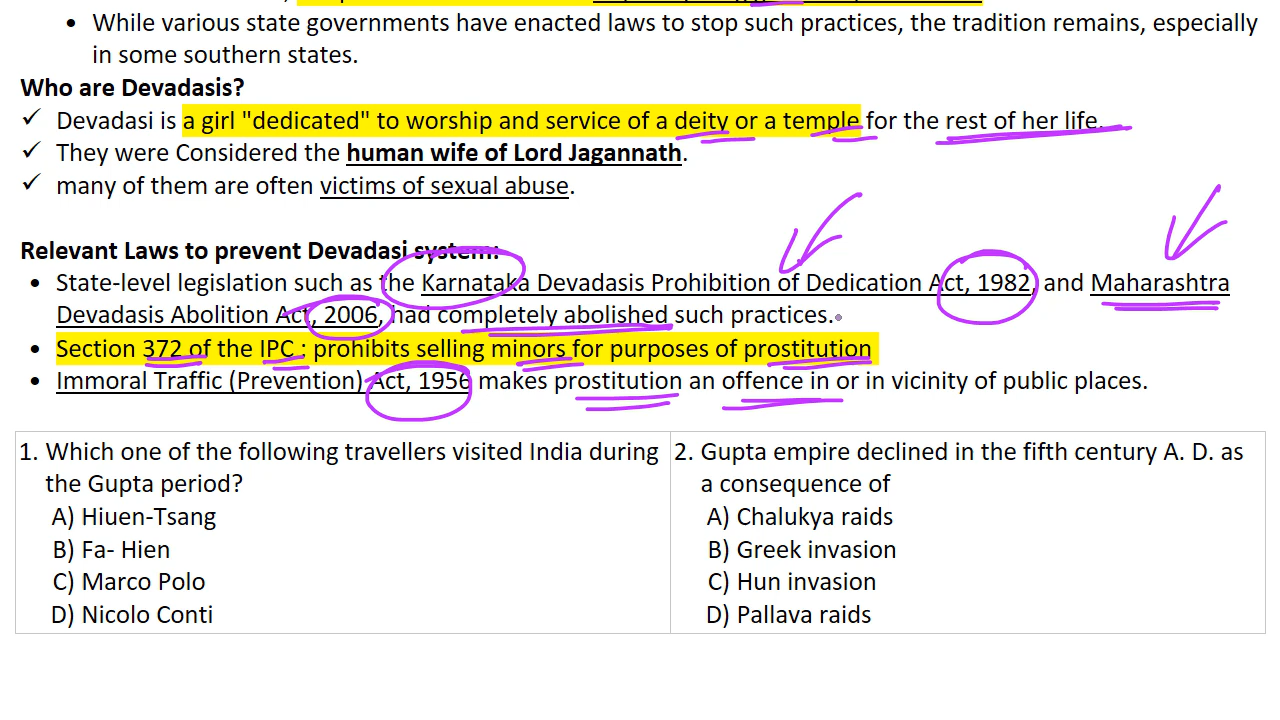 • While various state governments have enacted laws to stop such practices, the tradition remains, especially
in some southern states.
Who are Devadasis?
✓ Devadasi is a girl "dedicated" to worship and service of a deity or a temple for the rest of her life.
✓ They were Considered the human wife of Lord Jagannath.
✓ many of them are often victims of sexual abuse.
Relevant Laws to prevent Devadasi system:
• State-level legislation such as the Karnataka Devadasis Prohibition of Dedication Act, 1982, and Maharashtra
Devadasis Abolition Act, 2006, had completely abolished such practices.
• Section 372 of the IPC : prohibits selling minors for purposes of prostitution
• Immoral Traffic (Prevention) Act, 1956 makes prostitution an offence in or in vicinity of public places.
1. Which one of the following travellers visited India during
the Gupta period?
A) Hiuen-Tsang
B) Fa- Hien
C) Marco Polo
D) Nicolo Conti
2. Gupta empire declined in the fifth century A. D. as
a consequence of
A) Chalukya raids
B) Greek invasion
C) Hun invasion
D) Pallava raids